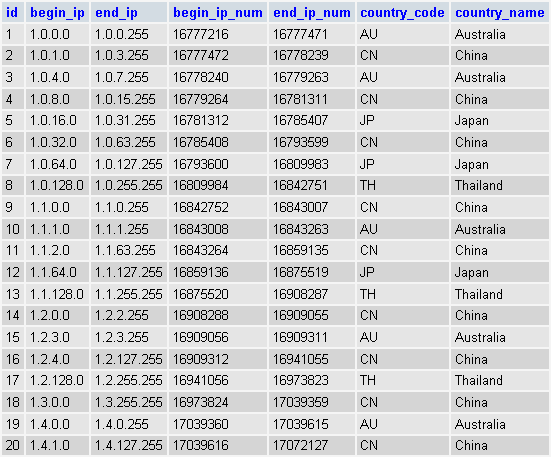 id begin_ip end_ip begin_ip_num end_ip_num country_code country_name
1 1.0.0.0 1.0.0.255 16777216 16777471 AU Australia
2 1.0.1.0 1.0.3.255 16777472 16778239 CN China
3 1.0.4.0 1.0.7.255 16778240 16779263 AU Australia
4 1.0.8.0 1.0.15.255 16779264 16781311 CN China
5 1.0.16.0 1.0.31.255 16781312 16785407 JP Japan
6 1.0.32.0 1.0.63.255 16785408 16793599 CN China
7 1.0.64.0 1.0.127.255 16793600 16809983 JP Japan
8 1.0.128.0 1.0.255.255 16809984 16842751 TH Thailand
9 1.1.0.0 1.1.0.255 16842752 16843007 CN China
10 1.1.1.0 1.1.1.255 16843008 16843263 AU Australia
11 1.1.2.0 1.1.63.255 16843264 16859135 CN China
12 1.1.64.0 1.1.127.255 16859136 16875519 JP Japan
13 1.1.128.0 1.1.255.255 16875520 16908287 TH Thailand
14 1.2.0.0 1.2.2.255 16908288 16909055 CN China
15 1.2.3.0 1.2.3.255 16909056 16909311 AU Australia
16 1.2.4.0 1.2.127.255 16909312 16941055 CN China
17 1.2.128.0 1.2.255.255 16941056 16973823 TH Thailand
18 1.3.0.0 1.3.255.255 16973824 17039359 CN China
19 1.4.0.0 1.4.0.255 17039360 17039615 AU Australia
20 1.4.1.0 1.4.127.255 17039616 17072127 CN China